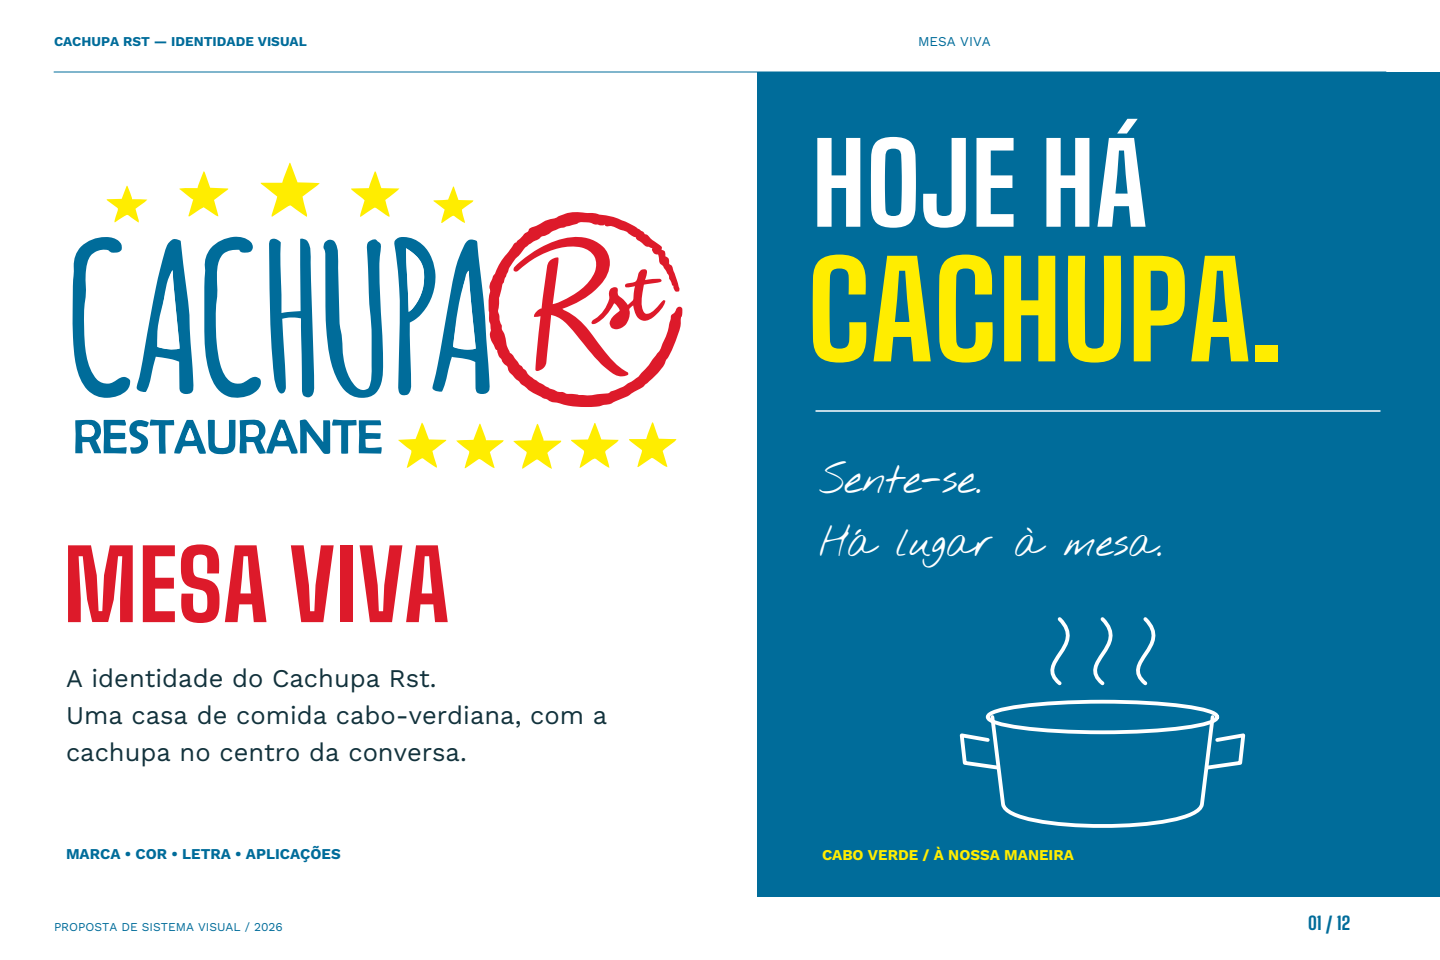 CACHUPA RST — IDENTIDADE VISUAL
MESA VIVA
CACHUPA Rst
RESTAURANTE
MESA VIVA
A identidade do Cachupa Rst.
Uma casa de comida cabo-verdiana, com a
cachupa no centro da conversa.
MARCA • COR • LETRA • APLICAÇÕES
HOJE HÁ
CACHUPA.
Sente-se.
Há lugar à mesa.
CABO VERDE / À NOSSA MANEIRA
PROPOSTA DE SISTEMA VISUAL / 2026
01 / 12